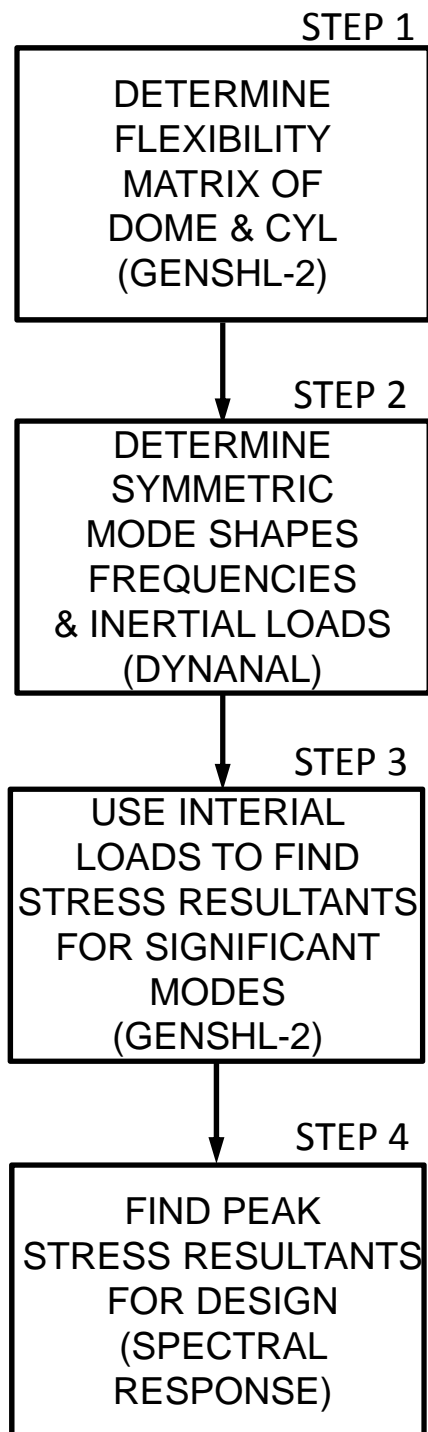 STEP 1
DETERMINE
FLEXIBILITY
MATRIX OF
DOME & CYL
(GENSHL-2)
STEP 2
DETERMINE
SYMMETRIC
MODE SHAPES
FREQUENCIES
& INERTIAL LOADS
(DYNANAL)
STEP 3
USE INTERIAL
LOADS TO FIND
STRESS RESULTANTS
FOR SIGNIFICANT
MODES
(GENSHL-2)
STEP 4
FIND PEAK
STRESS RESULTANTS
FOR DESIGN
(SPECTRAL
RESPONSE)